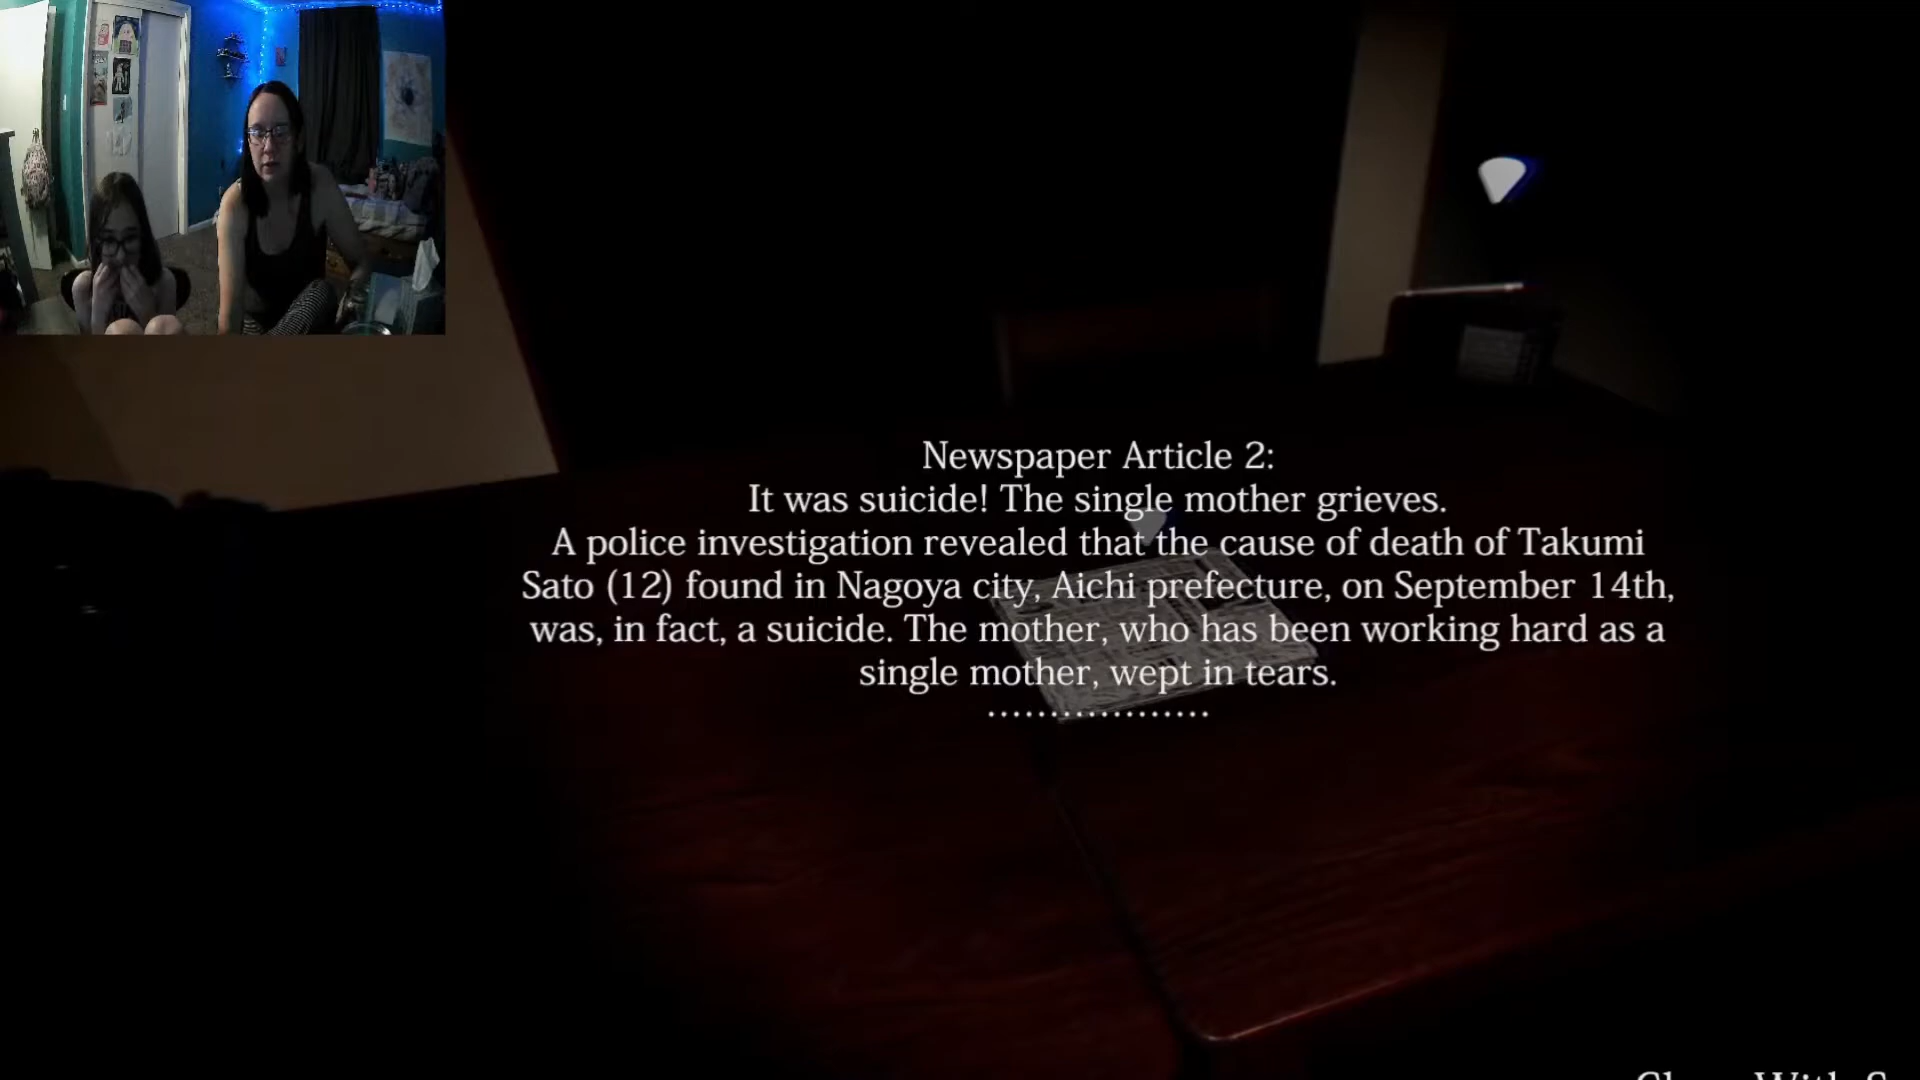 Newspaper Article 2:
It was suicide! The single mother grieves.
A police investigation revealed that the cause of death of Takumi
Sato (12) found in Nagoya city, Aichi prefecture, on September 14th,
was, in fact, a suicide. The mother, who has been working hard as a
single mother, wept in tears.
..................